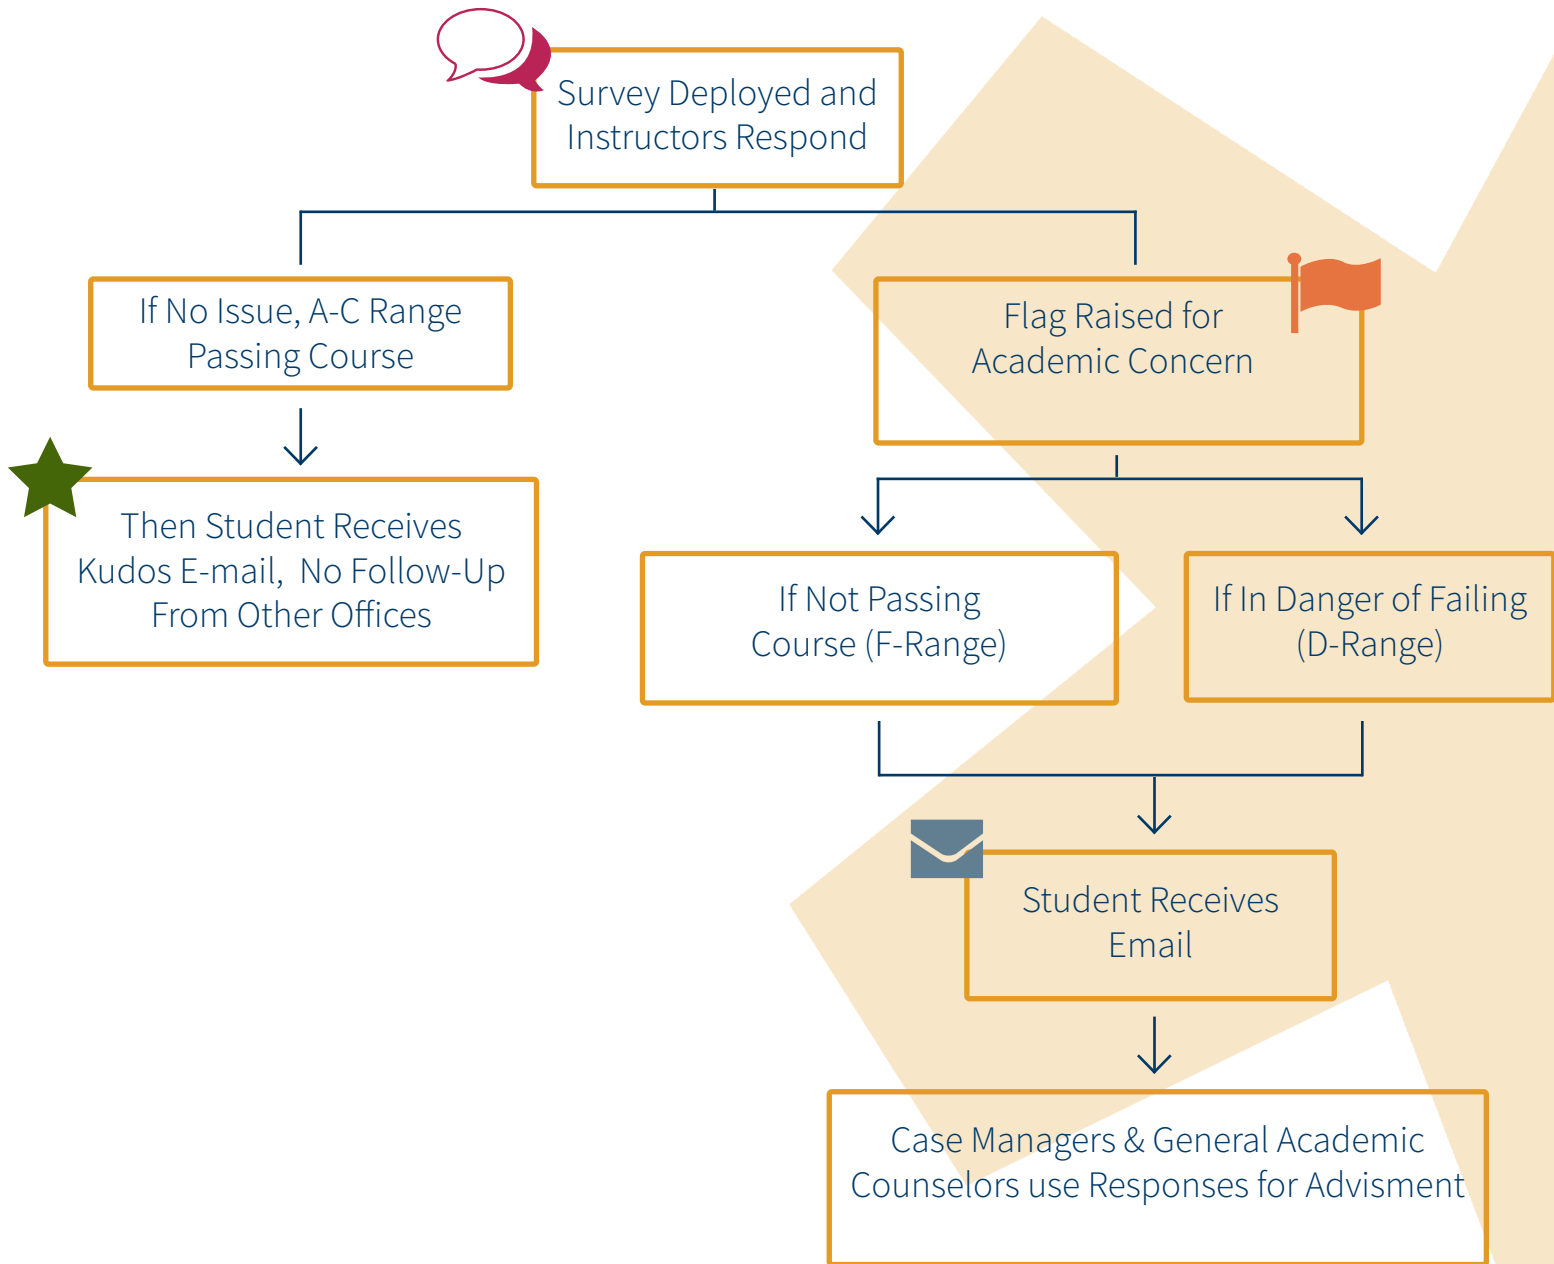 Survey Deployed and
Instructors Respond
If No Issue, A-C Range
Passing Course
Flag Raised for
Academic Concern
Then Student Receives
Kudos E-mail,  No Follow-Up
From Other Offices
If Not Passing
Course (F-Range)
If In Danger of Failing
(D-Range)
Student Receives
Email
Case Managers & General Academic
Counselors use Responses for Advisment